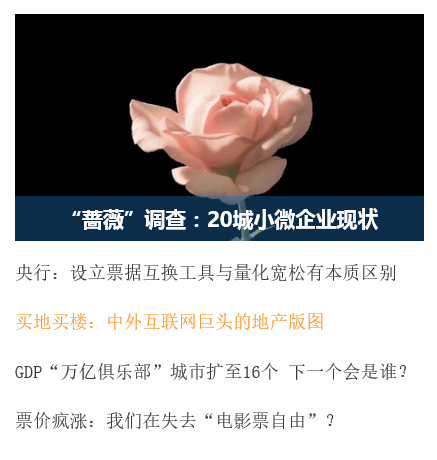 “蔷薇”调查：20城小微企业现状
央行：设立票据互换工具与量化宽松有本质区别
买地买楼：中外互联网巨头的地产版图
GDP“万亿俱乐部”城市扩至16个 下一个会是谁？
票价疯涨：我们在失去“电影票自由”？